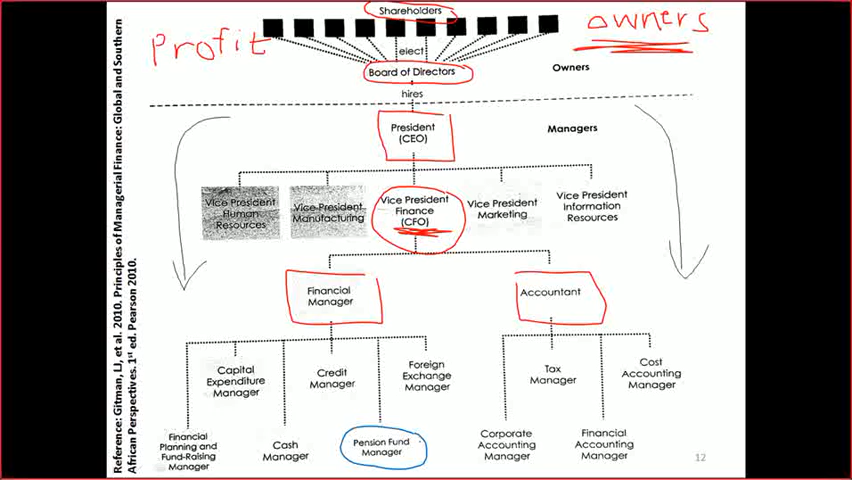 Shareholders
Profit
owners
elect
Board of Directors
Owners
hires
President
(CEO)
Managers
Vice President
Human
Resources
Vice President
Manufacturing
Vice President
Finance
(CFO)
Vice President
Marketing
Vice President
Information
Resources
Financial
Manager
Accountant
Capital
Expenditure
Manager
Credit
Manager
Foreign
Exchange
Manager
Tax
Manager
Cost
Accounting
Manager
Financial
Planning and
Fund-Raising
Manager
Cash
Manager
Pension Fund
Manager
Corporate
Accounting
Manager
Financial
Accounting
Manager
12
Reference: Gitman, LJ, et al. 2010. Principles of Managerial Finance: Global and Southern
African Perspectives. 1st ed. Pearson 2010.